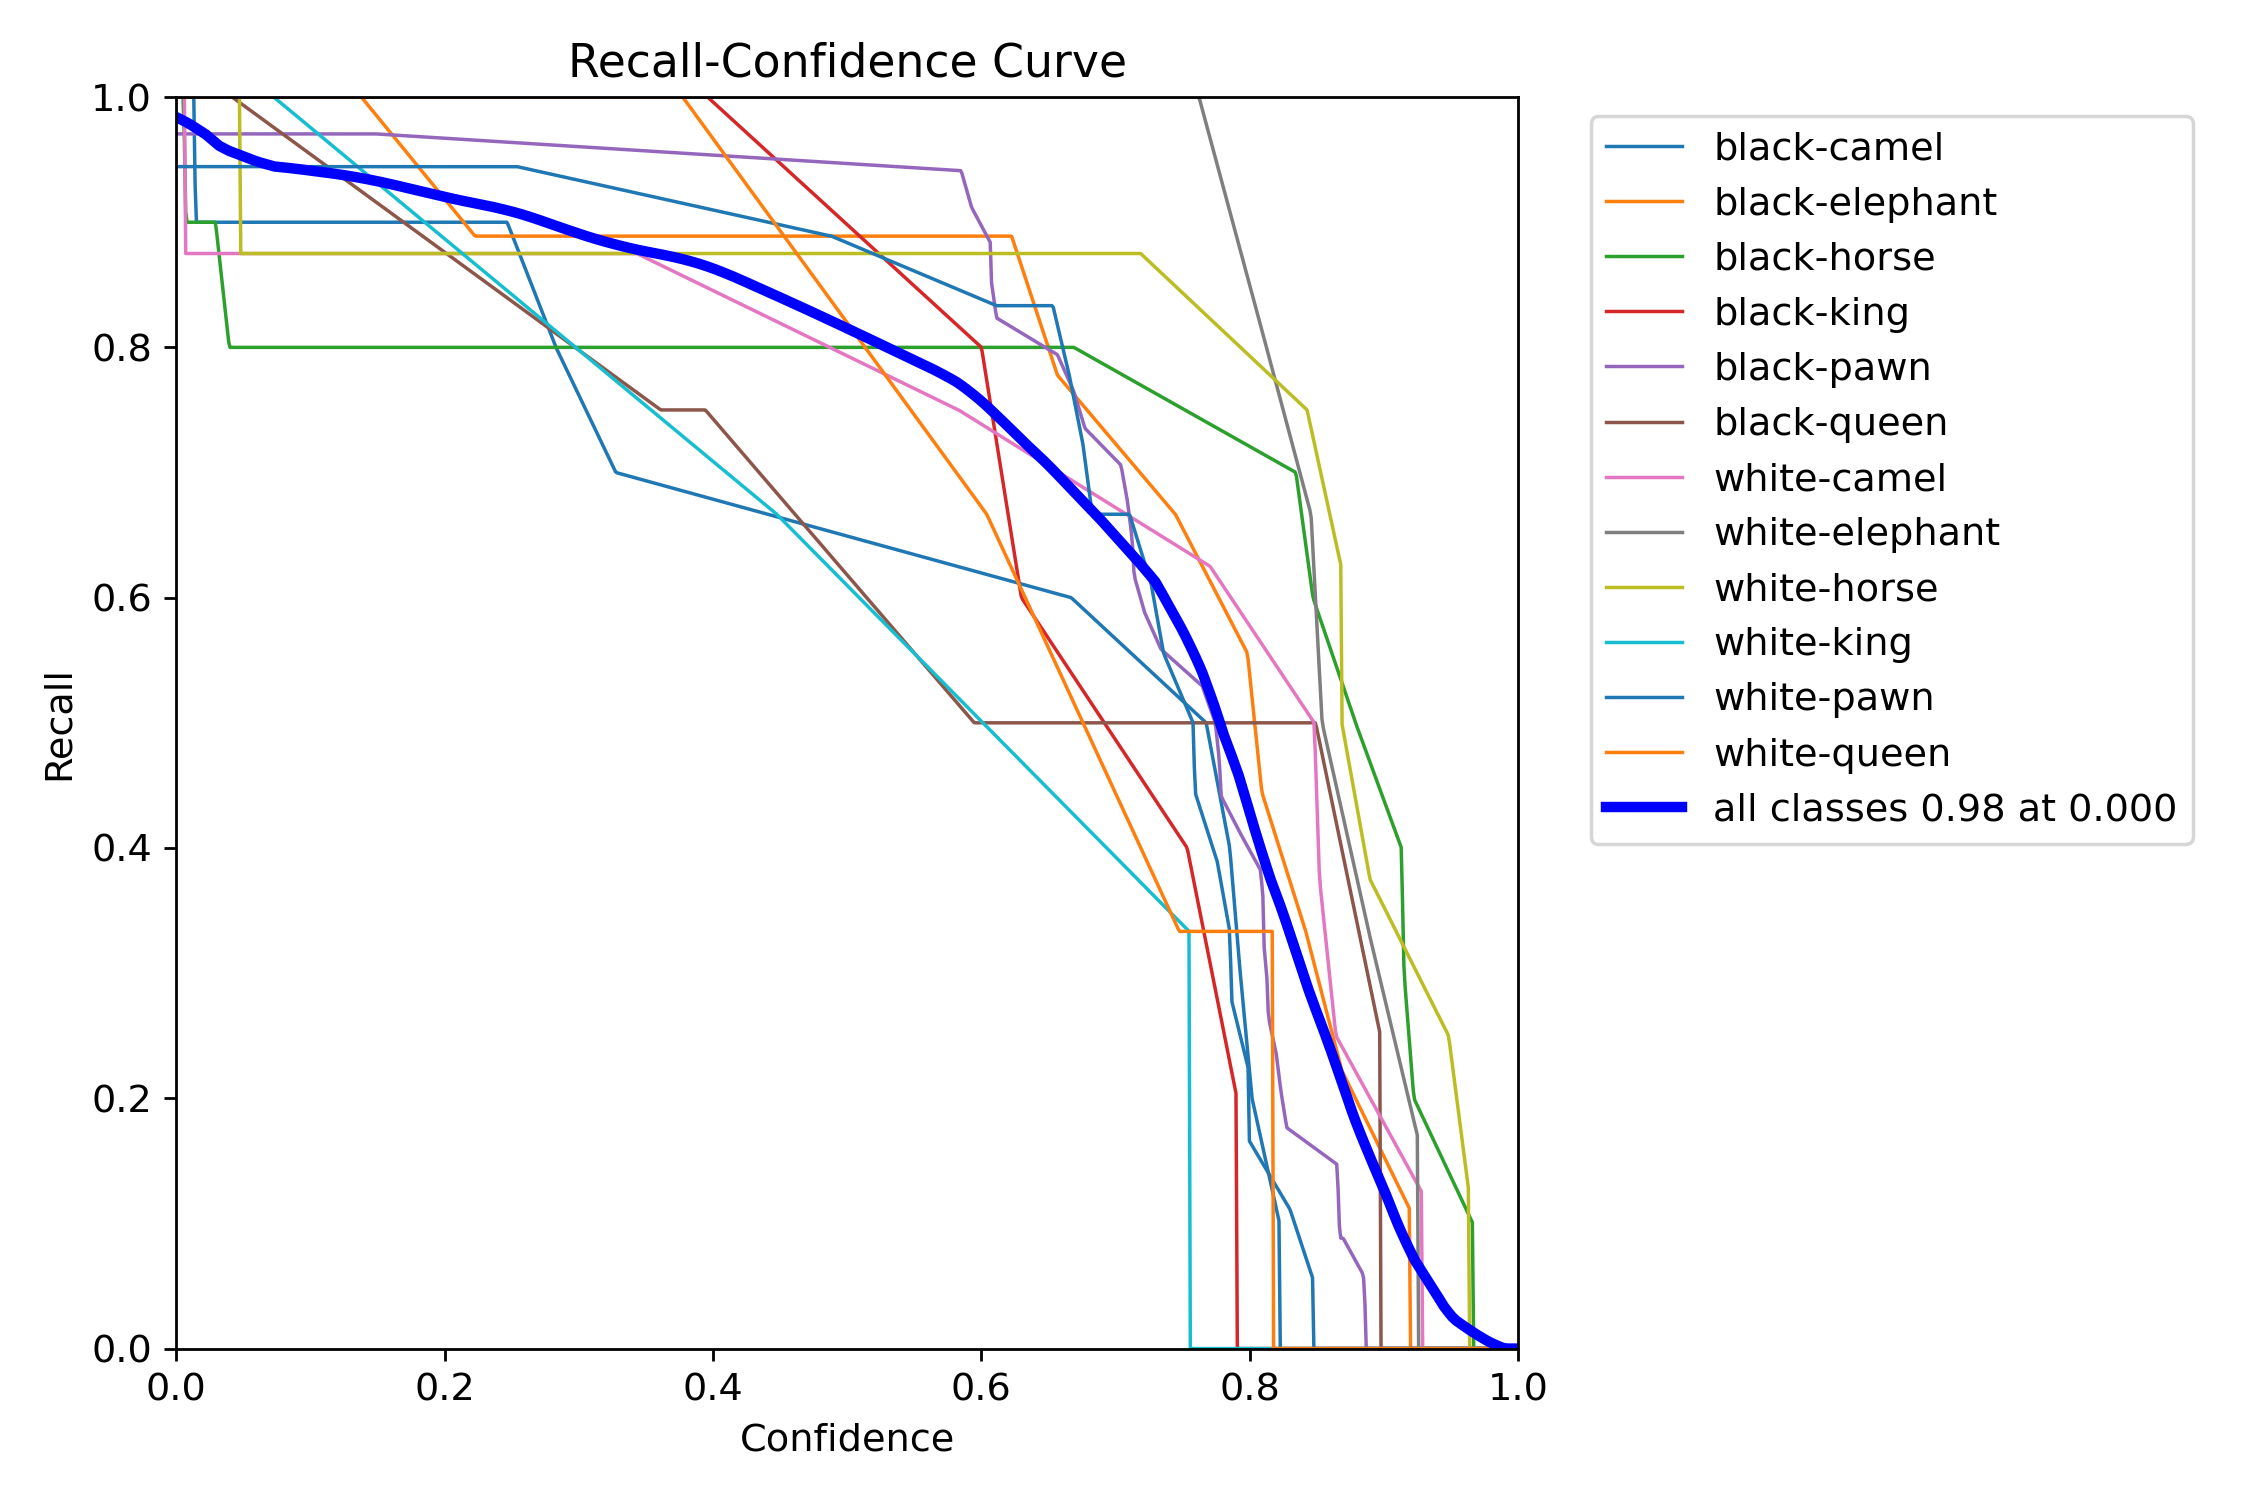 Recall-Confidence Curve
1.0
0.8
0.6
0.4
0.2
0.0
Recall
0.0 0.2 0.4 0.6 0.8 1.0
Confidence
black-camel
black-elephant
black-horse
black-king
black-pawn
black-queen
white-camel
white-elephant
white-horse
white-king
white-pawn
white-queen
all classes 0.98 at 0.000